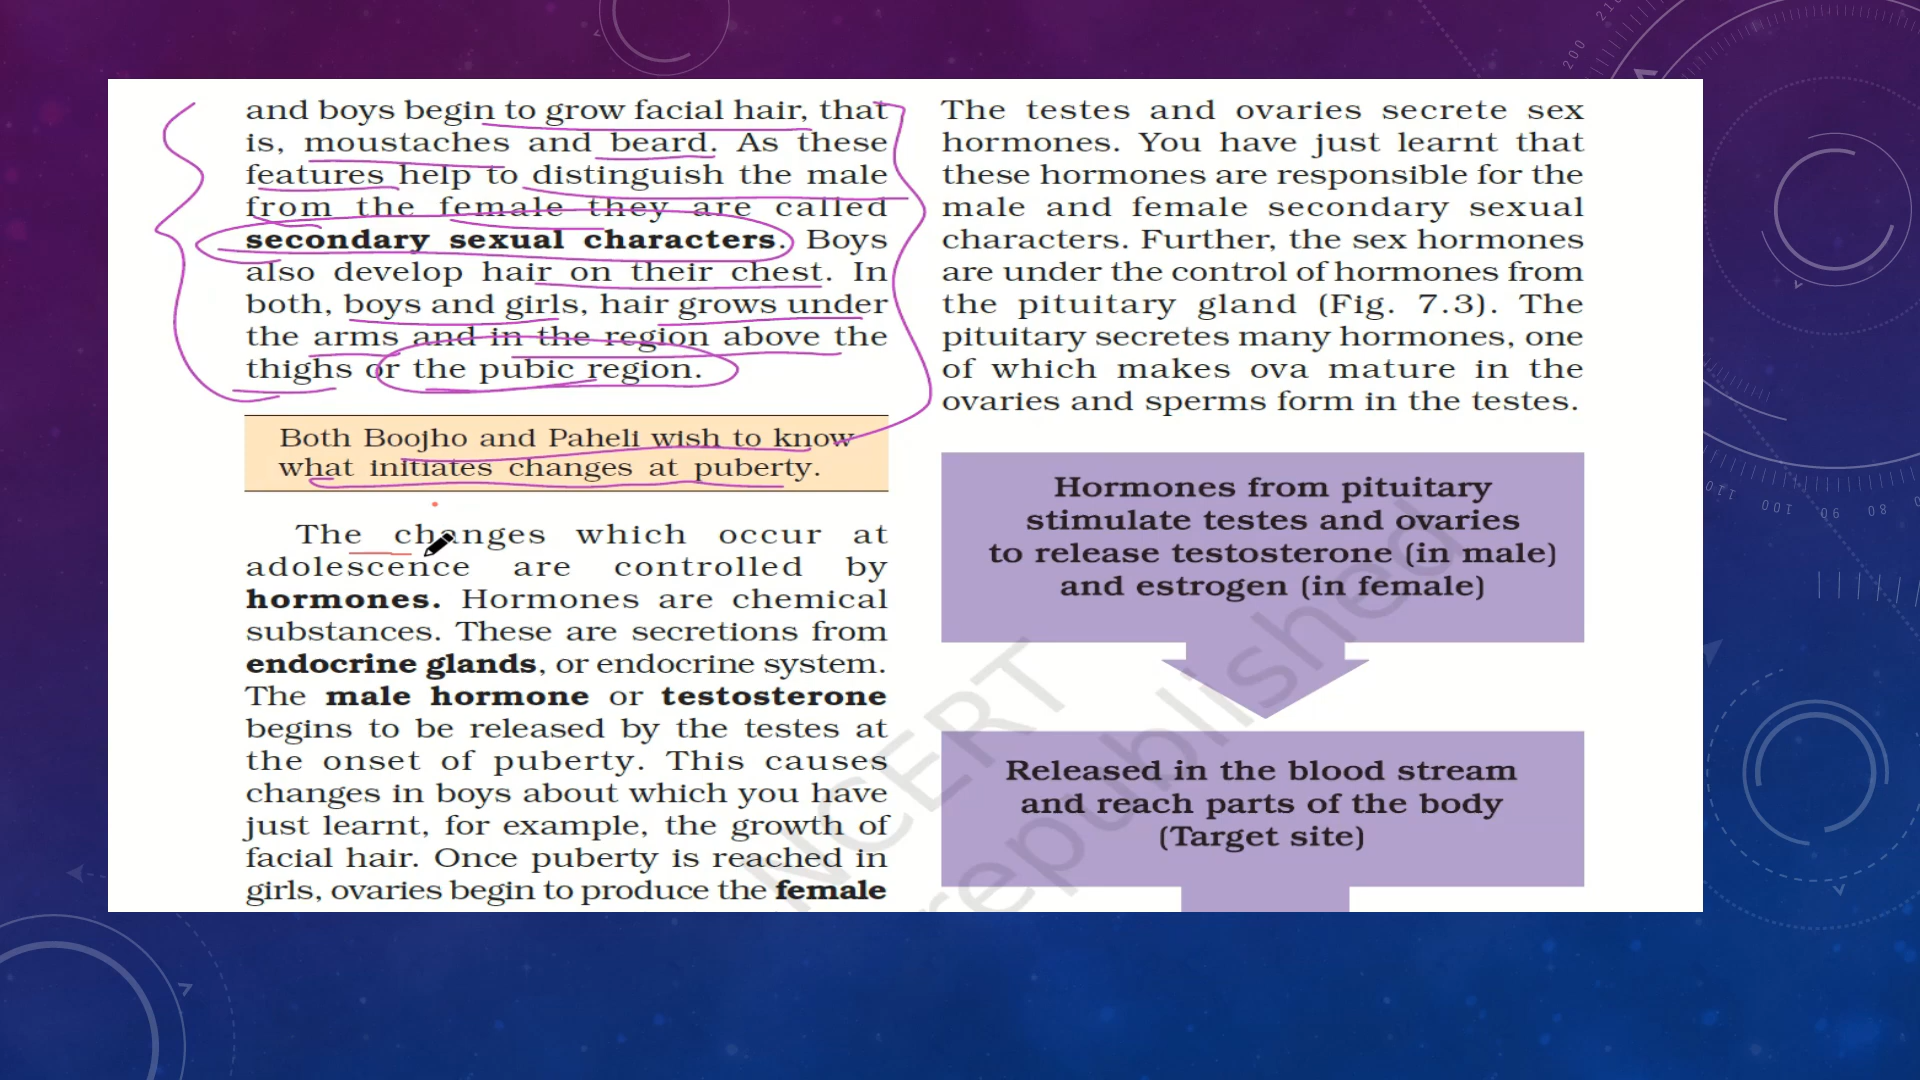 and boys begin to grow facial hair, that
is, moustaches and beard. As these
features help to distinguish the male
from the female they are called
secondary sexual characters. Boys
also develop hair on their chest. In
both, boys and girls, hair grows under
the arms and in the region above the
thighs or the pubic region.
Both Boojho and Paheli wish to know
what initiates changes at puberty.
The changes which occur at
adolescence are controlled by
hormones. Hormones are chemical
substances. These are secretions from
endocrine glands, or endocrine system.
The male hormone or testosterone
begins to be released by the testes at
the onset of puberty. This causes
changes in boys about which you have
just learnt, for example, the growth of
facial hair. Once puberty is reached in
girls, ovaries begin to produce the female
The testes and ovaries secrete sex
hormones. You have just learnt that
these hormones are responsible for the
male and female secondary sexual
characters. Further, the sex hormones
are under the control of hormones from
the pituitary gland (Fig. 7.3). The
pituitary secretes many hormones, one
of which makes ova mature in the
ovaries and sperms form in the testes.
Hormones from pituitary
stimulate testes and ovaries
to release testosterone (in male)
and estrogen (in female)
Released in the blood stream
and reach parts of the body
(Target site)
NCERT
republished
200
110
100
90
80